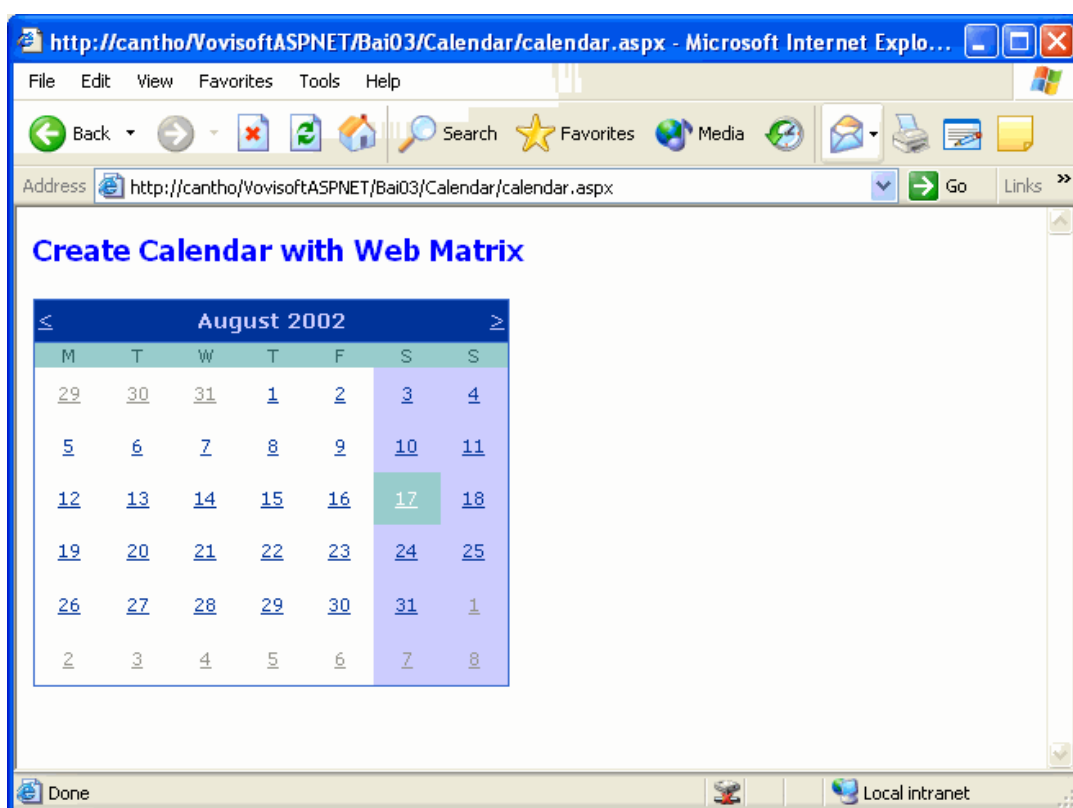 http://cantho/VovisoftASPNET/Bai03/Calendar/calendar.aspx - Microsoft Internet Explo...
File Edit View Favorites Tools Help
Back Search Favorites Media
Address http://cantho/VovisoftASPNET/Bai03/Calendar/calendar.aspx Go Links »
Create Calendar with Web Matrix
< August 2002 >
M T W T F S S
29 30 31 1 2 3 4
5 6 7 8 9 10 11
12 13 14 15 16 17 18
19 20 21 22 23 24 25
26 27 28 29 30 31 1
2 3 4 5 6 7 8
Done Local intranet